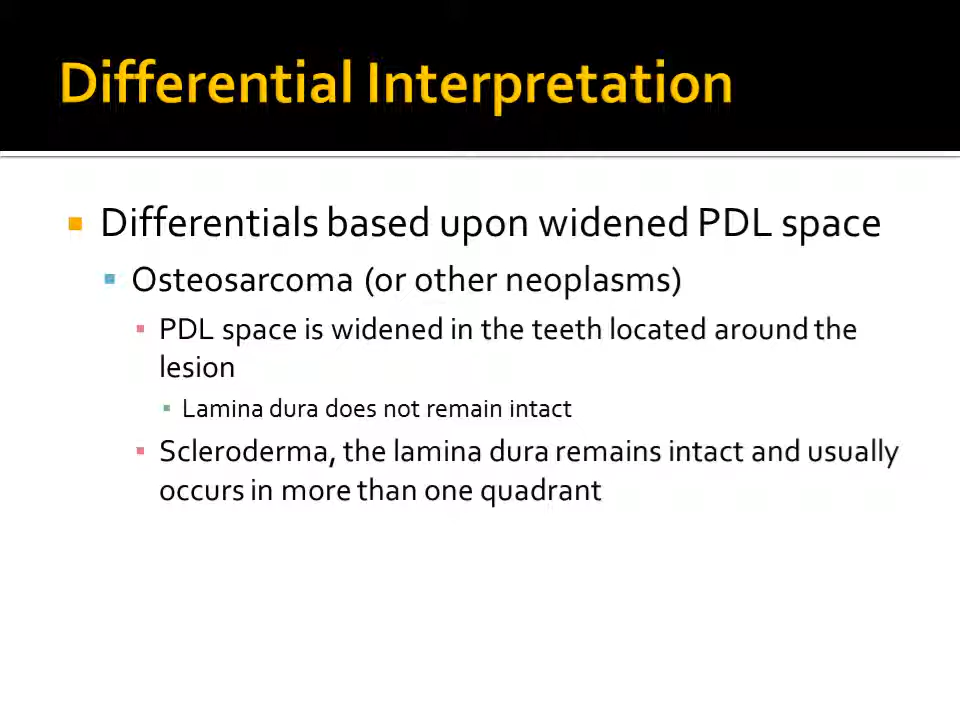 Differential Interpretation
Differentials based upon widened PDL space
Osteosarcoma (or other neoplasms)
PDL space is widened in the teeth located around the
lesion
Lamina dura does not remain intact
Scleroderma, the lamina dura remains intact and usually
occurs in more than one quadrant